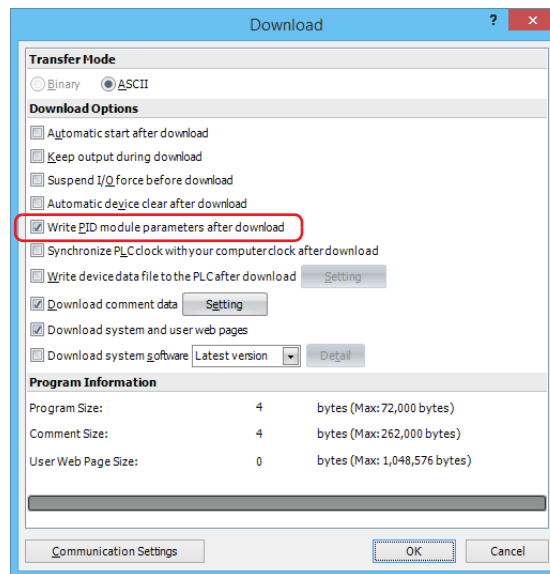 Download ? ×
Transfer Mode
Binary ASCII
Download Options
Automatic start after download
Keep output during download
Suspend I/O force before download
Automatic device clear after download
Write PID module parameters after download
Synchronize PLC clock with your computer clock after download
Write device data file to the PLC after download Setting
Download comment data Setting
Download system and user web pages
Download system software Latest version Detail
Program Information
Program Size: 4 bytes (Max: 72,000 bytes)
Comment Size: 4 bytes (Max: 262,000 bytes)
User Web Page Size: 0 bytes (Max: 1,048,576 bytes)
Communication Settings OK Cancel